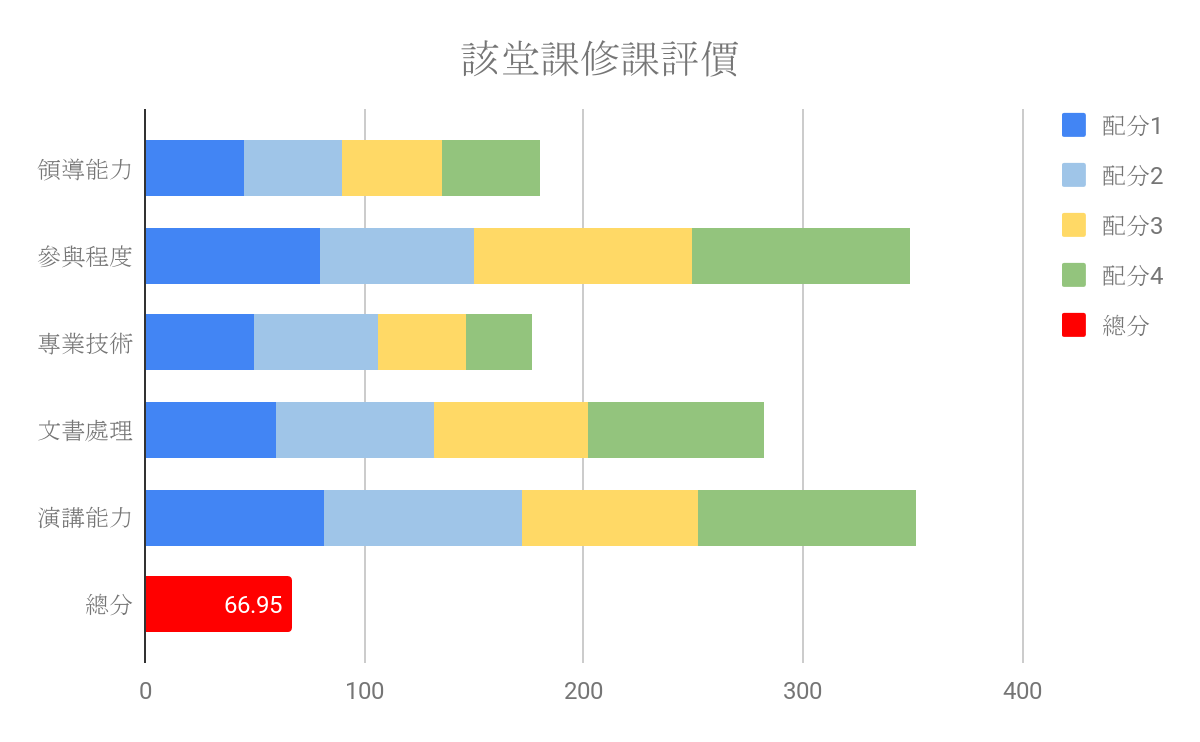 該堂課修課評價
配分1
配分2
配分3
配分4
總分
領導能力
參與程度
專業技術
文書處理
演講能力
總分
66.95
0
100
200
300
400